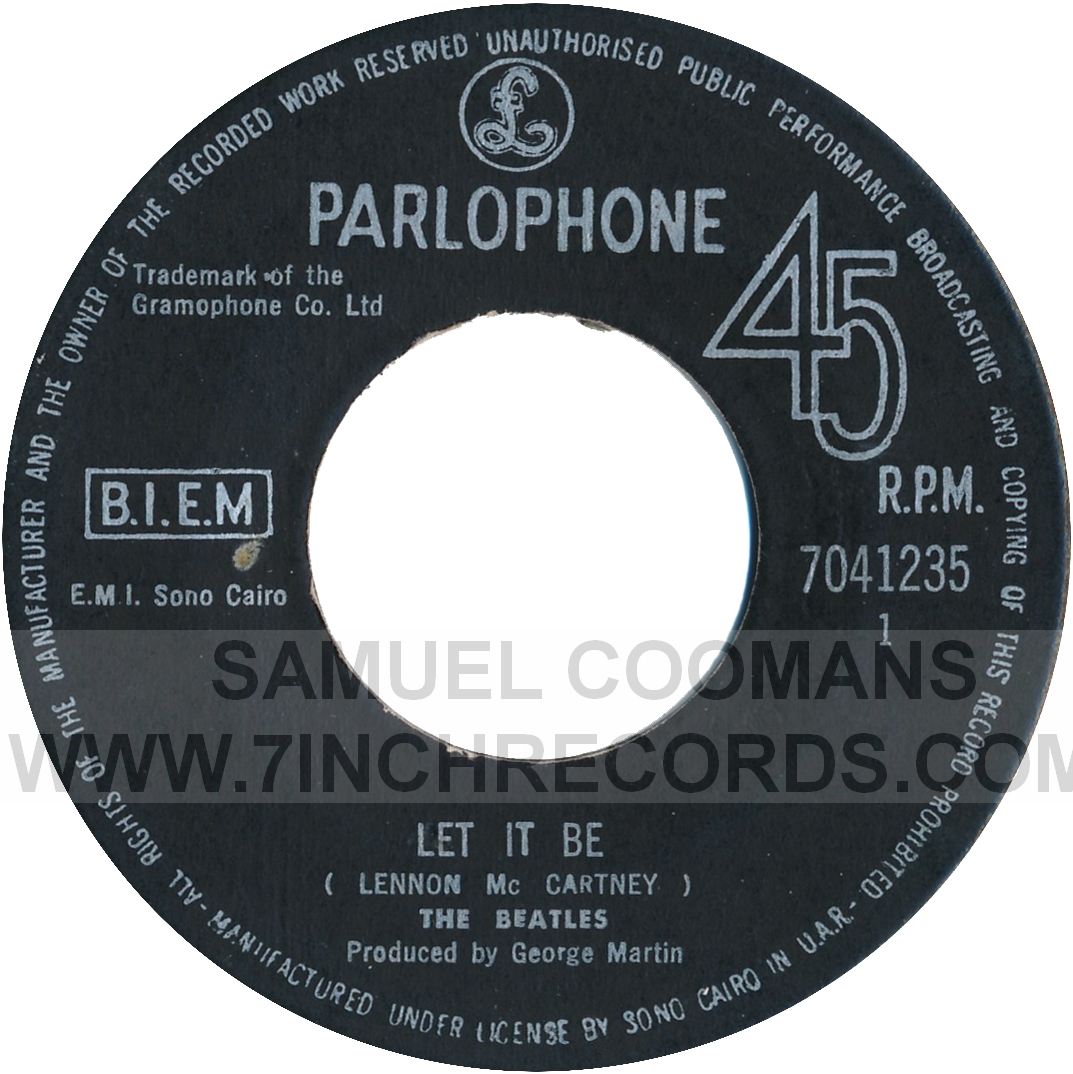 ALL RIGHTS OF THE MANUFACTURER AND THE OWNER OF THE RECORDED WORK RESERVED UNAUTHORISED PUBLIC PERFORMANCE BROADCASTING AND COPYING OF THIS RECORD PROHIBITED - MANUFACTURED UNDER LICENSE BY SONO CAIRO IN U.A.R. -
£
PARLOPHONE
Trademark of the
Gramophone Co. Ltd
45
R.P.M.
B.I.E.M
7041235
E.M.I. Sono Cairo
1
SAMUEL COOMANS
WWW.7INCHRECORDS.COM
LET IT BE
( LENNON Mc CARTNEY )
THE BEATLES
Produced by George Martin